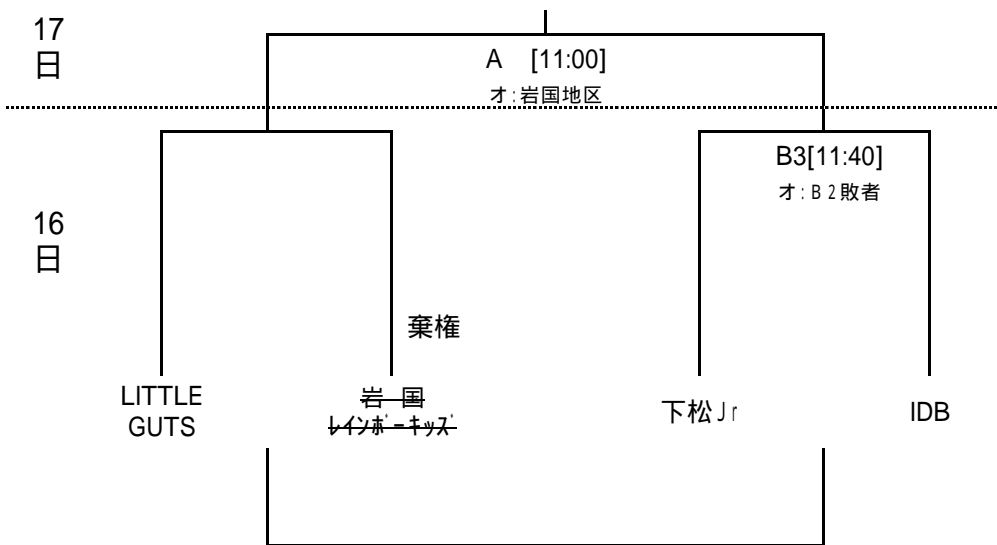 17
日
A [11:00]
オ:岩国地区
B3[11:40]
オ:B2敗者
16
日
棄権
LITTLE
GUTS
岩 国
ﾚｲﾝﾎﾞｰｷｯｽﾞ
下松Jr
IDB